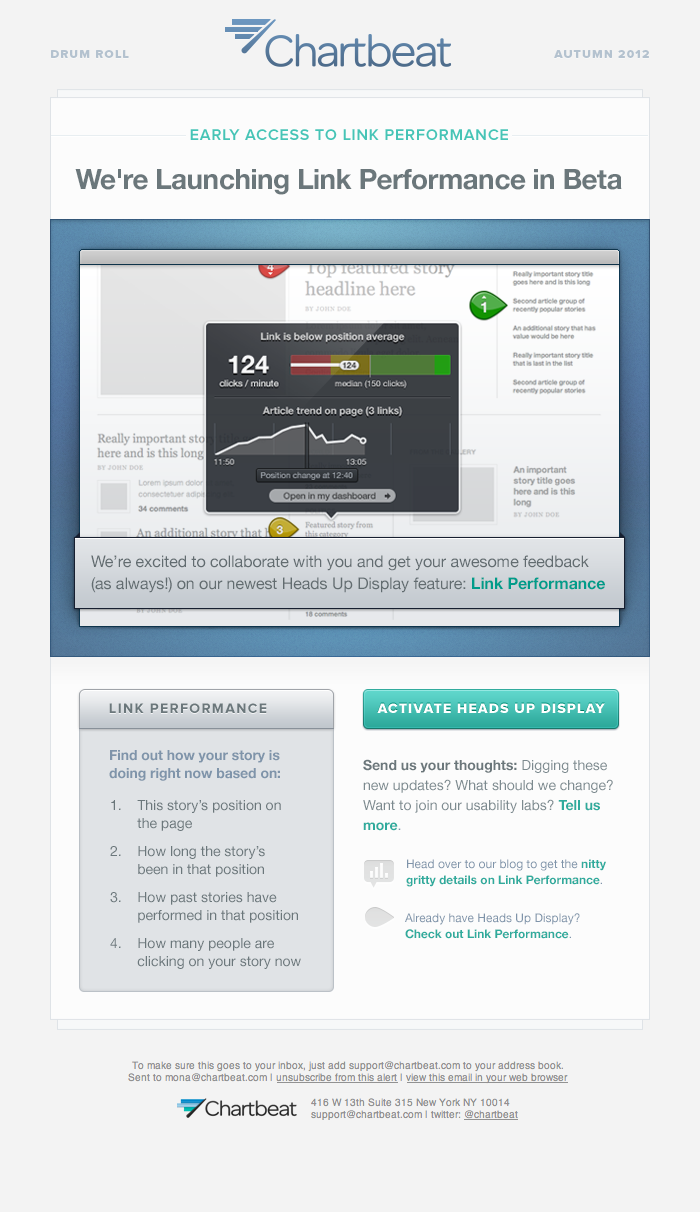 DRUM ROLL
Chartbeat
AUTUMN 2012
EARLY ACCESS TO LINK PERFORMANCE
We're Launching Link Performance in Beta
4
Top featured story
headline here
BY JOHN DOE
1
Really important story title
goes here and is this long
Second article group of
recently popular stories
An additional story that has
value would be here
Really important story title
that is last in the list
Second article group of
recently popular stories
Link is below position average
124
clicks / minute
124
median (150 clicks)
Article trend on page (3 links)
11:50
13:05
Position change at 12:40
Open in my dashboard
Really important sto
here and is this long
BY JOHN DOE
Lorem ipsum dolor
consectetuer adipis
34 comments
An additional story that h
3
Featured story from
this category
An important
story title goes
here and is this
long
BY JOHN DOE
We're excited to collaborate with you and get your awesome feedback
(as always!) on our newest Heads Up Display feature: Link Performance
BY JOHN DOE
18 comments
LINK PERFORMANCE
Find out how your story is
doing right now based on:
1. This story's position on
the page
2. How long the story's
been in that position
3. How past stories have
performed in that position
4. How many people are
clicking on your story now
ACTIVATE HEADS UP DISPLAY
Send us your thoughts: Digging these
new updates? What should we change?
Want to join our usability labs? Tell us
more.
Head over to our blog to get the nitty
gritty details on Link Performance.
Already have Heads Up Display?
Check out Link Performance.
To make sure this goes to your inbox, just add support@chartbeat.com to your address book.
Sent to mona@chartbeat.com | unsubscribe from this alert | view this email in your web browser
Chartbeat
416 W 13th Suite 315 New York NY 10014
support@chartbeat.com | twitter: @chartbeat